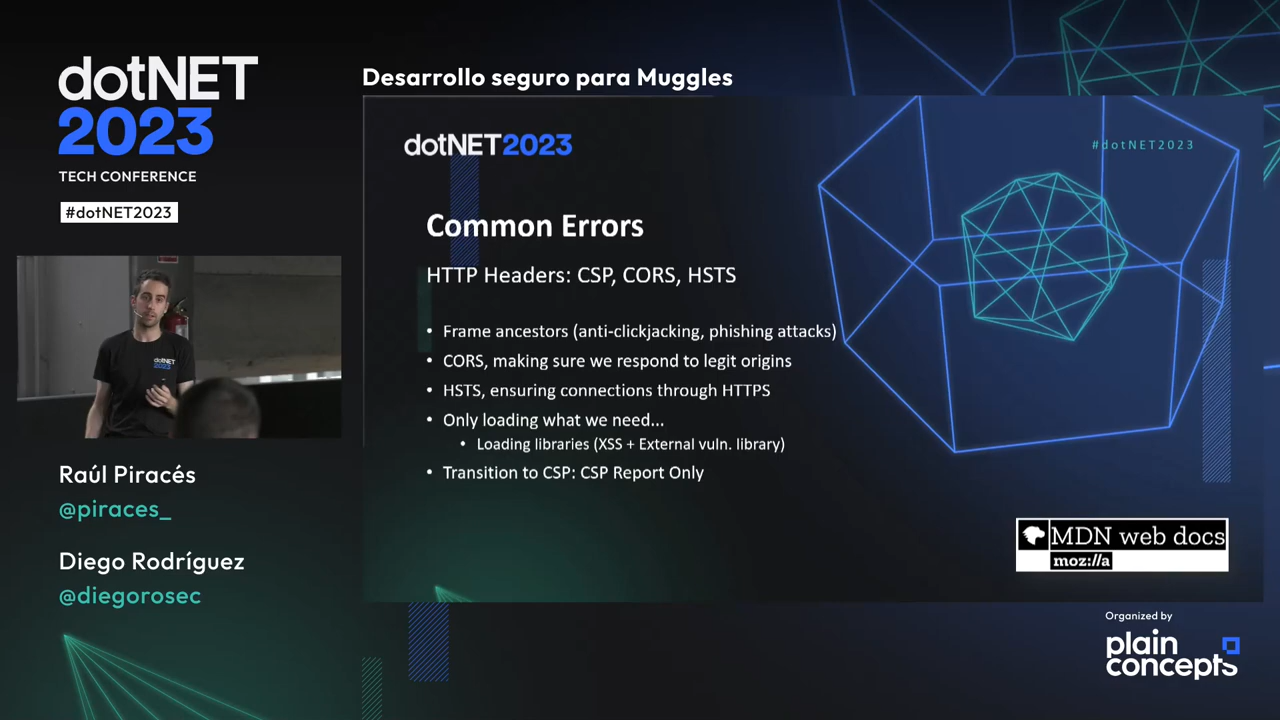 dotNET
2023
TECH CONFERENCE
#dotNET2023
Desarrollo seguro para Muggles
dotNET2023
#dotNET2023
Common Errors
HTTP Headers: CSP, CORS, HSTS
• Frame ancestors (anti-clickjacking, phishing attacks)
• CORS, making sure we respond to legit origins
• HSTS, ensuring connections through HTTPS
• Only loading what we need...
• Loading libraries (XSS + External vuln. library)
• Transition to CSP: CSP Report Only
MDN web docs
moz://a
dotNET
2023
Raúl Piracés
@piraces_
Diego Rodríguez
@diegorosec
Organized by
plain
concepts